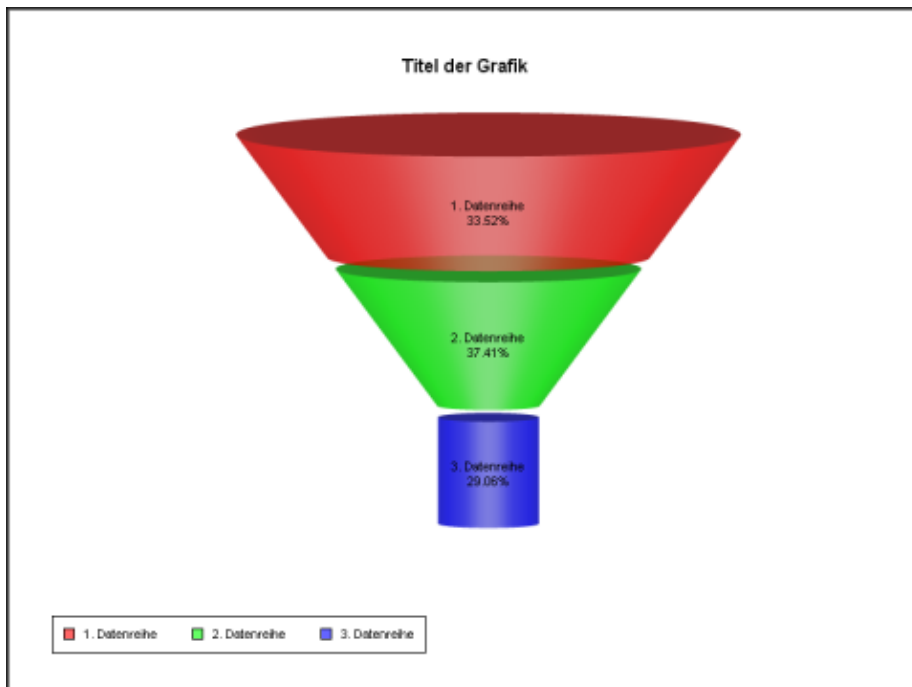 Titel der Grafik
1. Datenreihe
33.52%
2. Datenreihe
37.41%
3. Datenreihe
29.06%
1. Datenreihe 2. Datenreihe 3. Datenreihe